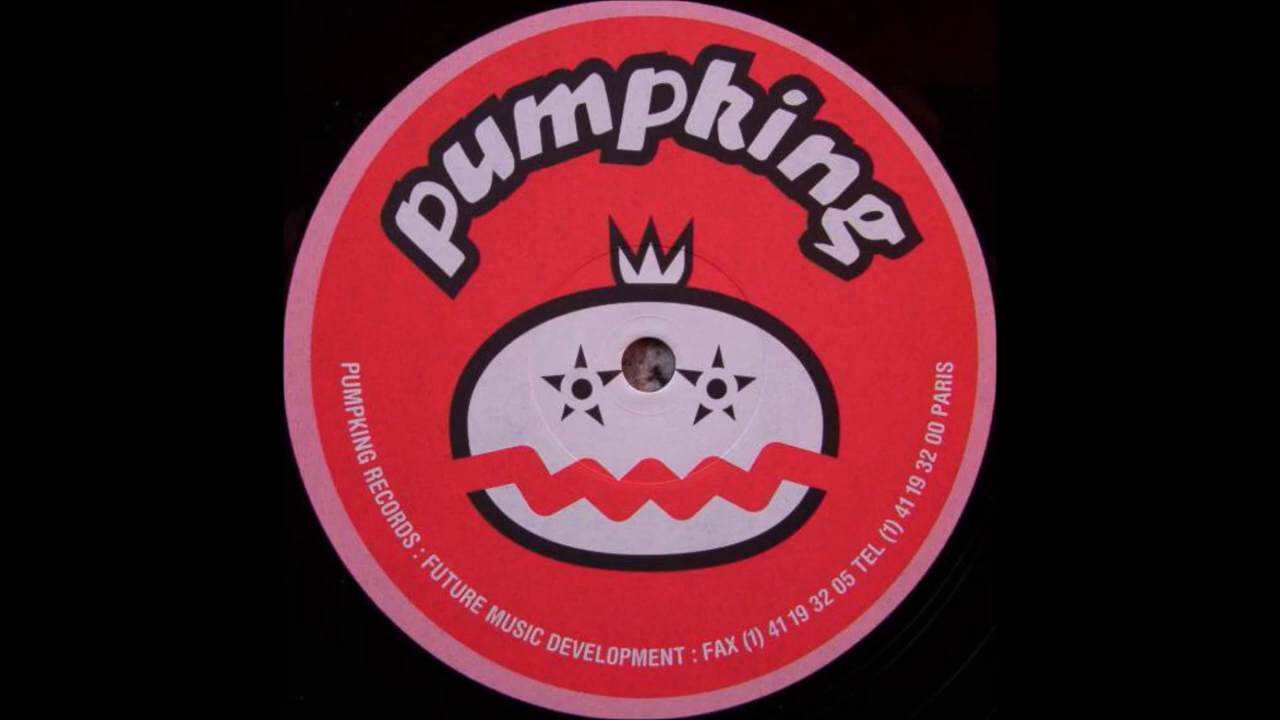 pumpking
PUMPKING RECORDS : FUTURE MUSIC DEVELOPMENT : FAX (1) 41 19 32 05 TEL (1) 41 19 32 00 PARIS